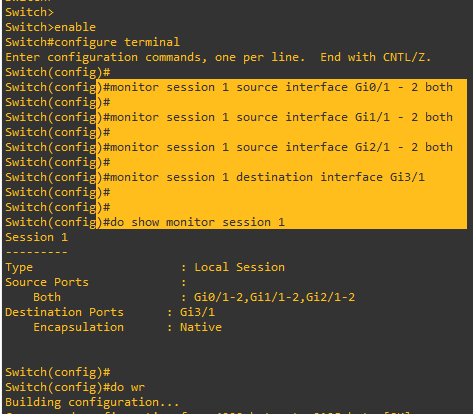 Switch>
Switch>
Switch>enable
Switch#configure terminal
Enter configuration commands, one per line.  End with CNTL/Z.
Switch(config)#
Switch(config)#monitor session 1 source interface Gi0/1 - 2 both
Switch(config)#
Switch(config)#monitor session 1 source interface Gi1/1 - 2 both
Switch(config)#
Switch(config)#monitor session 1 source interface Gi2/1 - 2 both
Switch(config)#
Switch(config)#monitor session 1 destination interface Gi3/1
Switch(config)#
Switch(config)#
Switch(config)#do show monitor session 1
Session 1
---------
Type                   : Local Session
Source Ports           :
    Both               : Gi0/1-2,Gi1/1-2,Gi2/1-2
Destination Ports      : Gi3/1
    Encapsulation      : Native
Switch(config)#
Switch(config)#do wr
Building configuration...